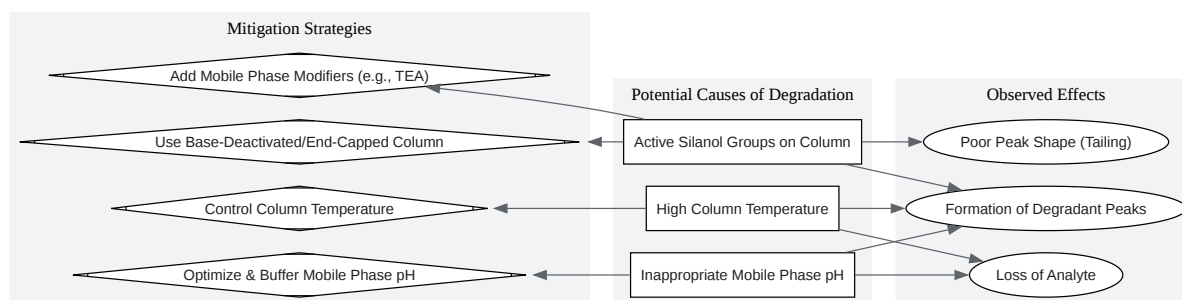 Mitigation Strategies
Add Mobile Phase Modifiers (e.g., TEA)
Use Base-Deactivated/End-Capped Column
Control Column Temperature
Optimize & Buffer Mobile Phase pH
Potential Causes of Degradation
Active Silanol Groups on Column
High Column Temperature
Inappropriate Mobile Phase pH
Observed Effects
Poor Peak Shape (Tailing)
Formation of Degradant Peaks
Loss of Analyte